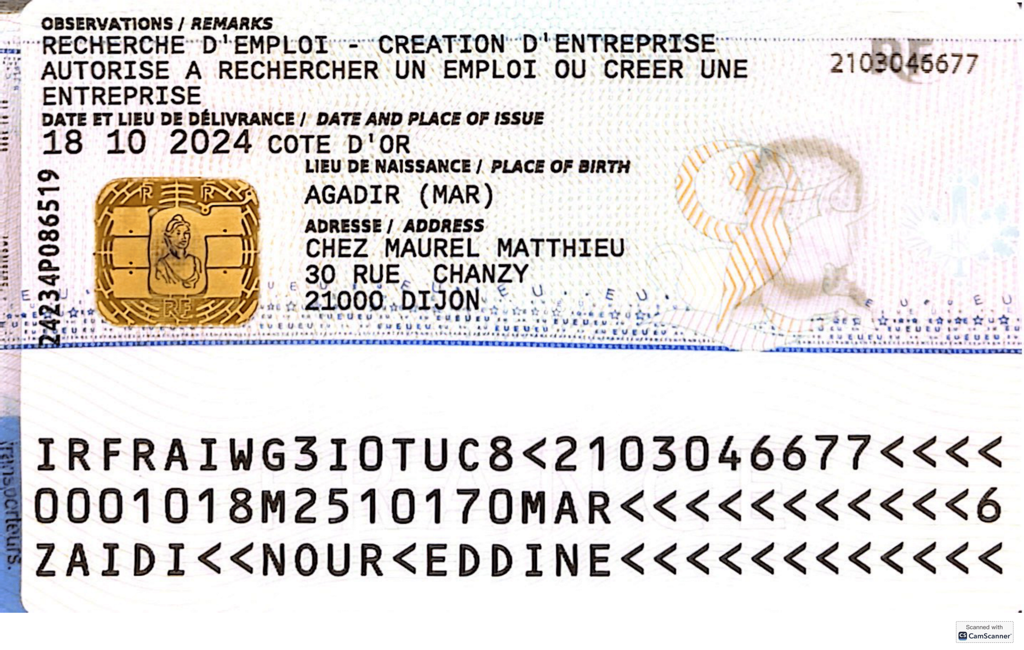 OBSERVATIONS / REMARKS
RECHERCHE D'EMPLOI - CREATION D'ENTREPRISE
AUTORISE A RECHERCHER UN EMPLOI OU CREER UNE
ENTREPRISE
2103046677
DATE ET LIEU DE DÉLIVRANCE / DATE AND PLACE OF ISSUE
18 10 2024 COTE D'OR
LIEU DE NAISSANCE / PLACE OF BIRTH
AGADIR (MAR)
ADRESSE / ADDRESS
CHEZ MAUREL MATTHIEU
30 RUE CHANZY
21000 DIJON
24234P086519
IRFRAIWG3IOTUC8<2103046677<<<<
0001018M2510170MAR<<<<<<<<<<<6
ZAIDI<<NOUR<EDDINE<<<<<<<<<<<<
Scanned with
CS CamScanner